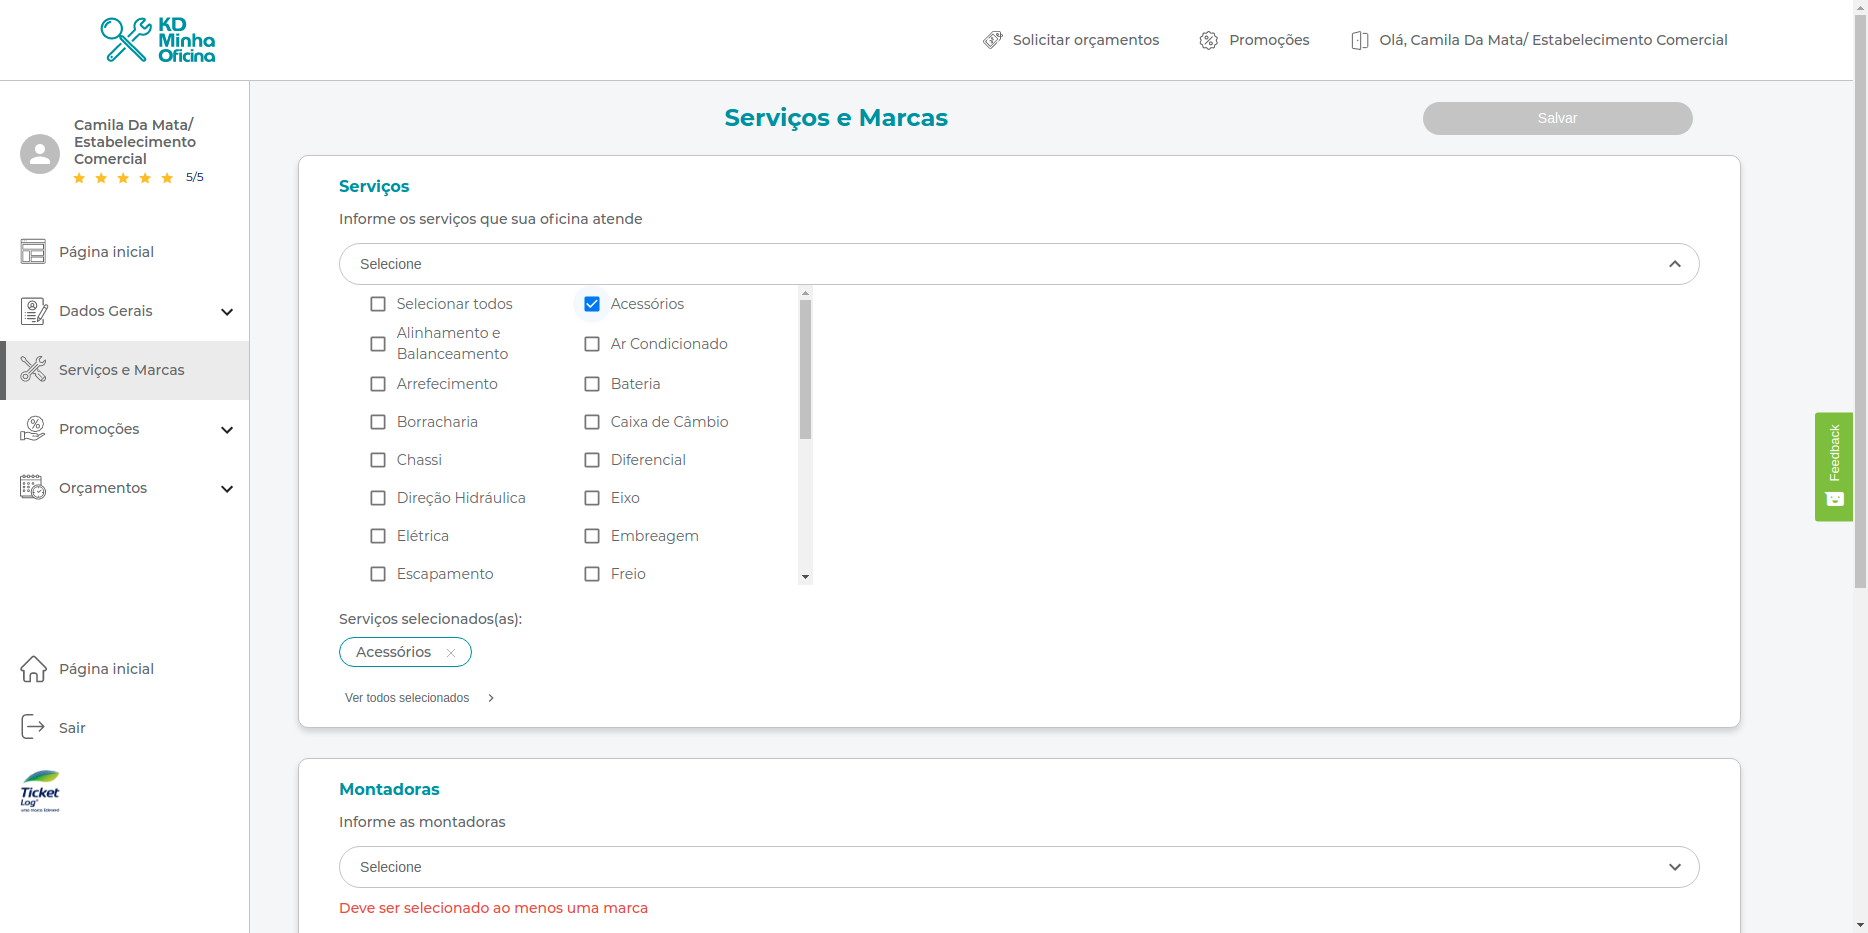 KD
Minha
Oficina
Solicitar orçamentos
Promoções
Olá, Camila Da Mata/ Estabelecimento Comercial
Camila Da Mata/
Estabelecimento
Comercial
5/5
Página inicial
Dados Gerais
Serviços e Marcas
Promoções
Orçamentos
Página inicial
Sair
Ticket
Log
Serviços e Marcas
Salvar
Serviços
Informe os serviços que sua oficina atende
Selecione
Selecionar todos
Acessórios
Alinhamento e
Balanceamento
Ar Condicionado
Arrefecimento
Bateria
Borracharia
Caixa de Câmbio
Chassi
Diferencial
Direção Hidráulica
Eixo
Elétrica
Embreagem
Escapamento
Freio
Serviços selecionados(as):
Acessórios
Ver todos selecionados
Montadoras
Informe as montadoras
Selecione
Deve ser selecionado ao menos uma marca
Feedback